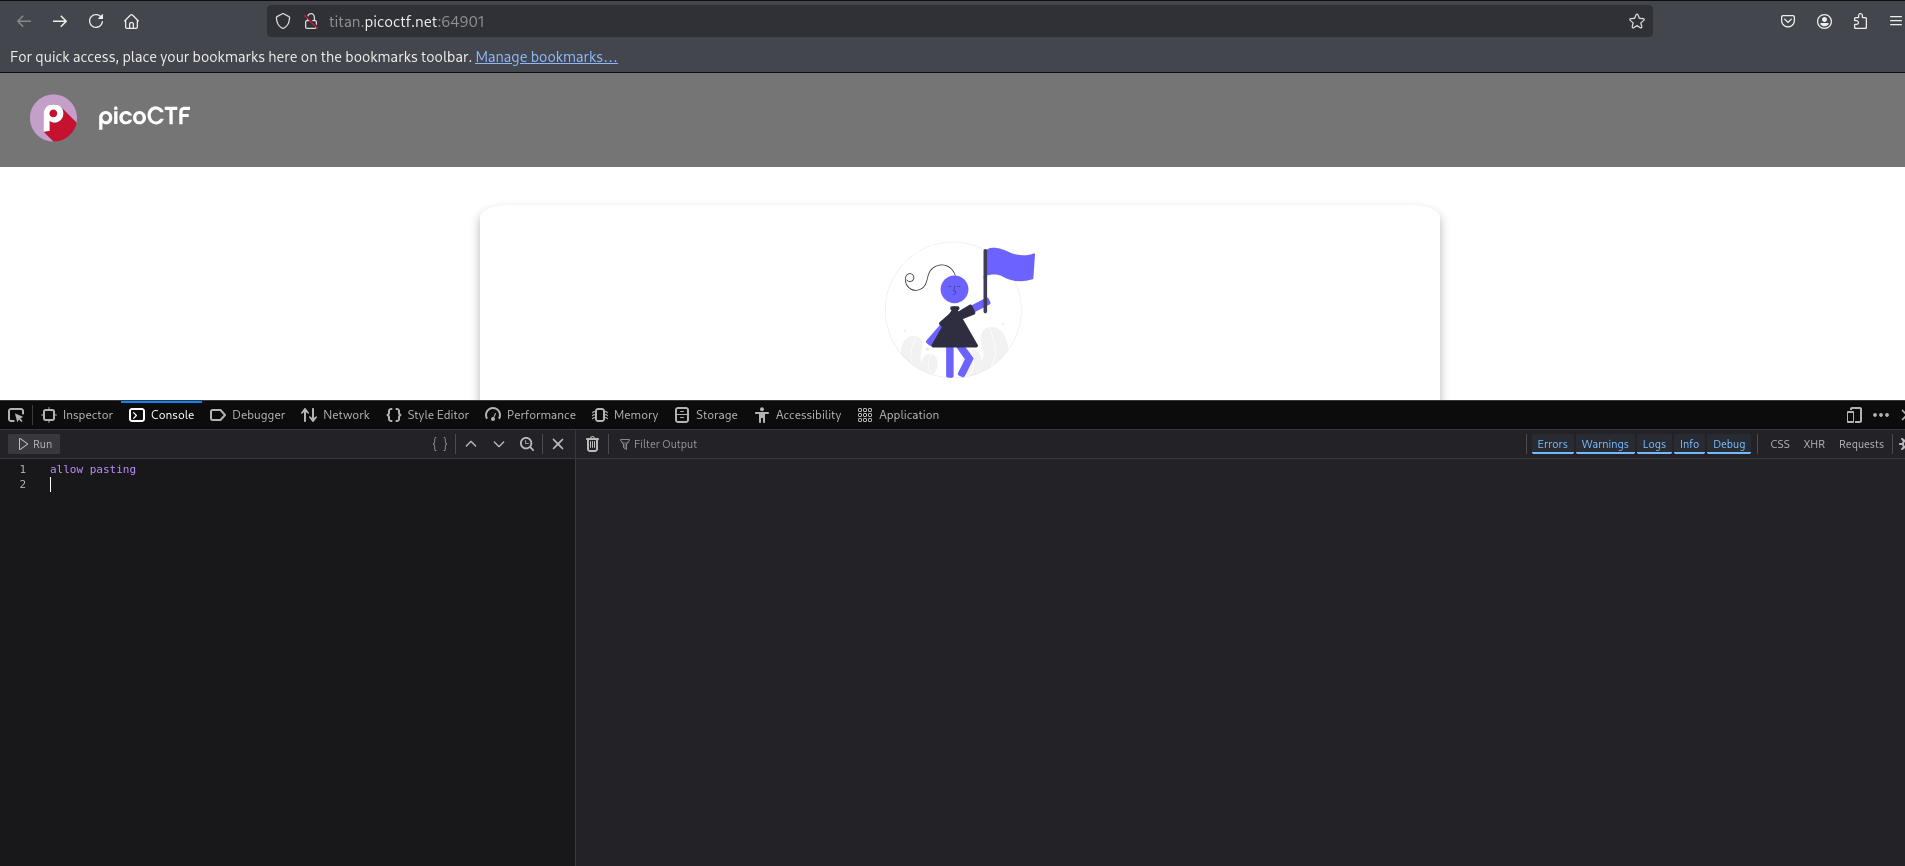 titan.picoctf.net:64901
For quick access, place your bookmarks here on the bookmarks toolbar. Manage bookmarks...
picoCTF
Inspector Console Debugger Network Style Editor Performance Memory Storage Accessibility Application
Run Filter Output Errors Warnings Logs Info Debug CSS XHR Requests
1 allow pasting
2